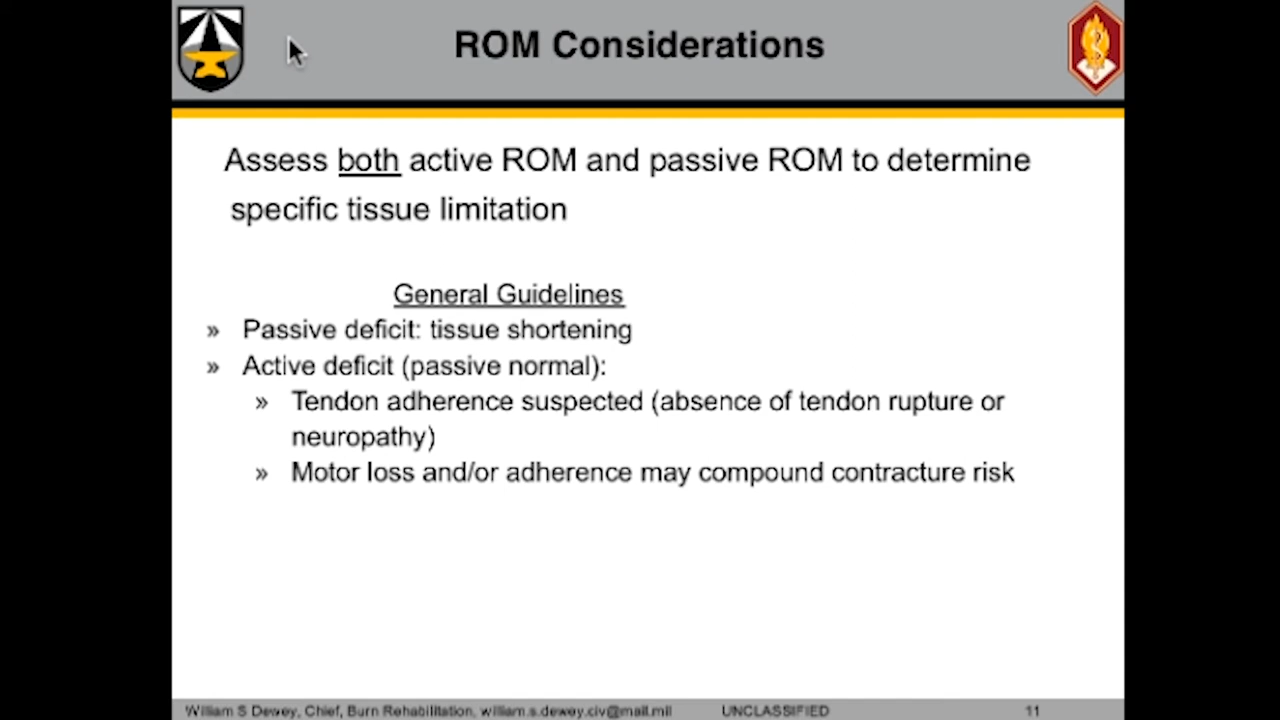 ROM Considerations
Assess both active ROM and passive ROM to determine
specific tissue limitation
General Guidelines
» Passive deficit: tissue shortening
» Active deficit (passive normal):
» Tendon adherence suspected (absence of tendon rupture or
neuropathy)
» Motor loss and/or adherence may compound contracture risk
William S Dewey, Chief, Burn Rehabilitation, william.s.dewey.civ@mail.mil UNCLASSIFIED 11